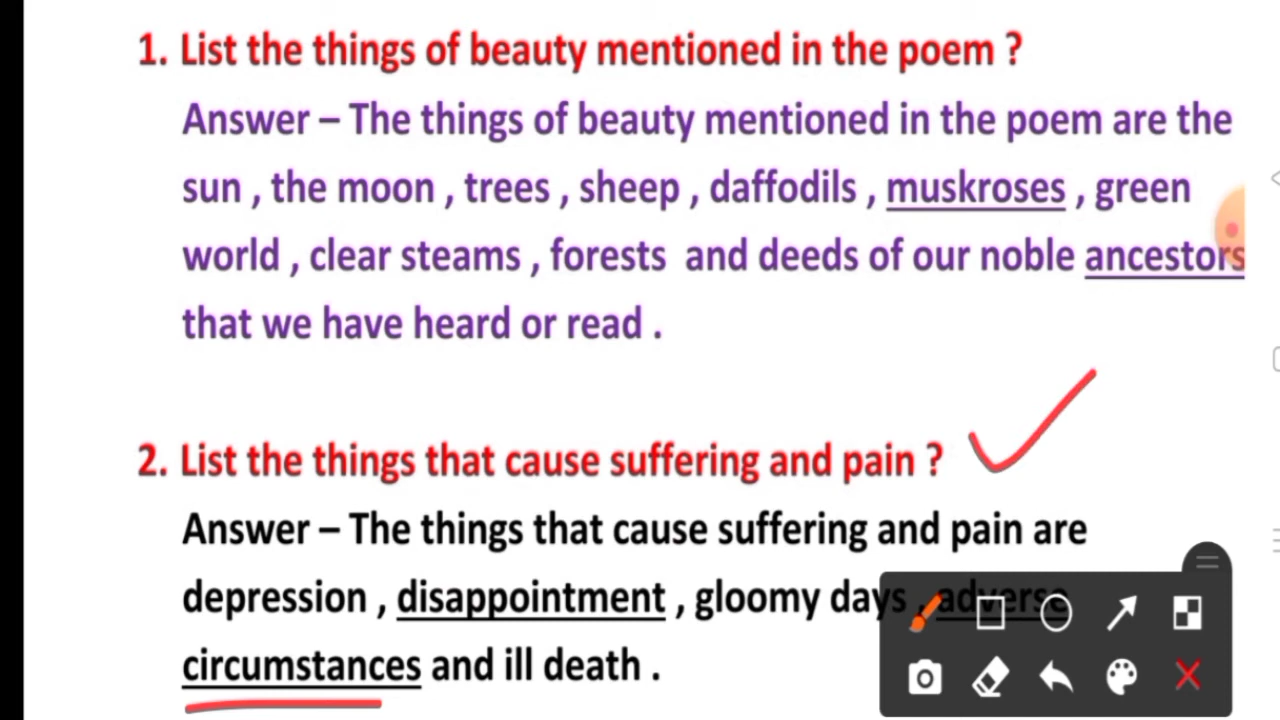 1. List the things of beauty mentioned in the poem ?
Answer – The things of beauty mentioned in the poem are the
sun , the moon , trees , sheep , daffodils , muskroses , green
world , clear steams , forests and deeds of our noble ancestors
that we have heard or read .
2. List the things that cause suffering and pain ?
Answer – The things that cause suffering and pain are
depression , disappointment , gloomy days , adverse
circumstances and ill death .